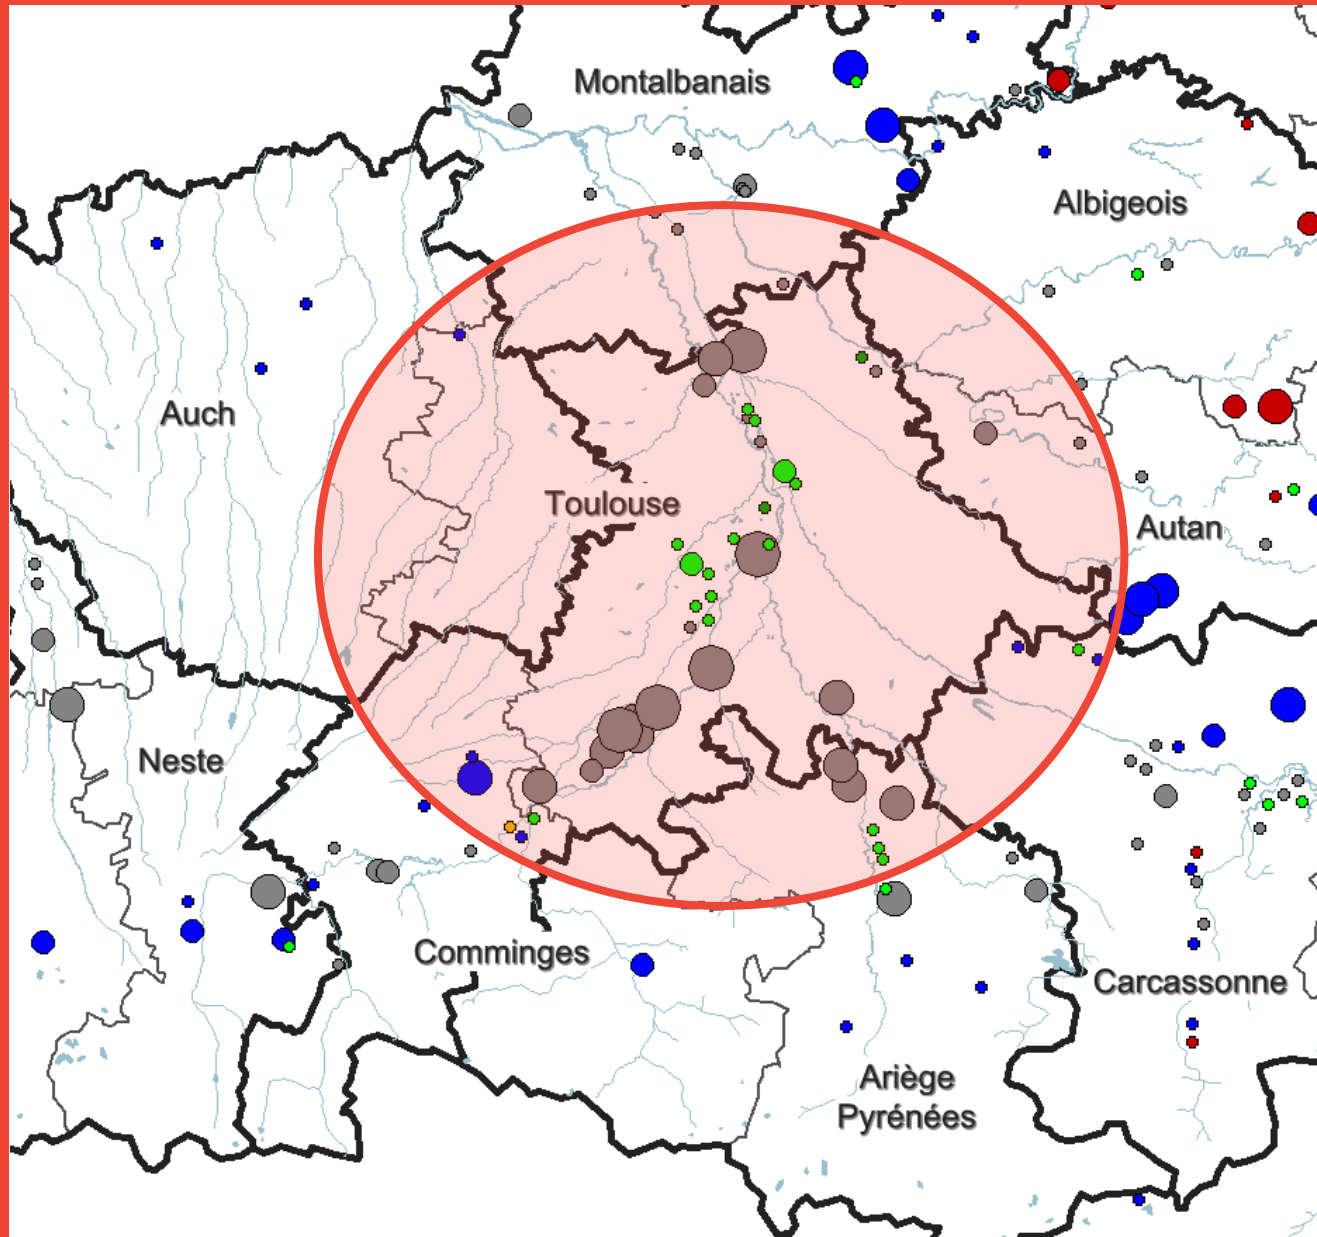 Montalbanais
Albigeois
Auch
Toulouse
Autan
Neste
Comminges
Carcassonne
Ariège
Pyrénées